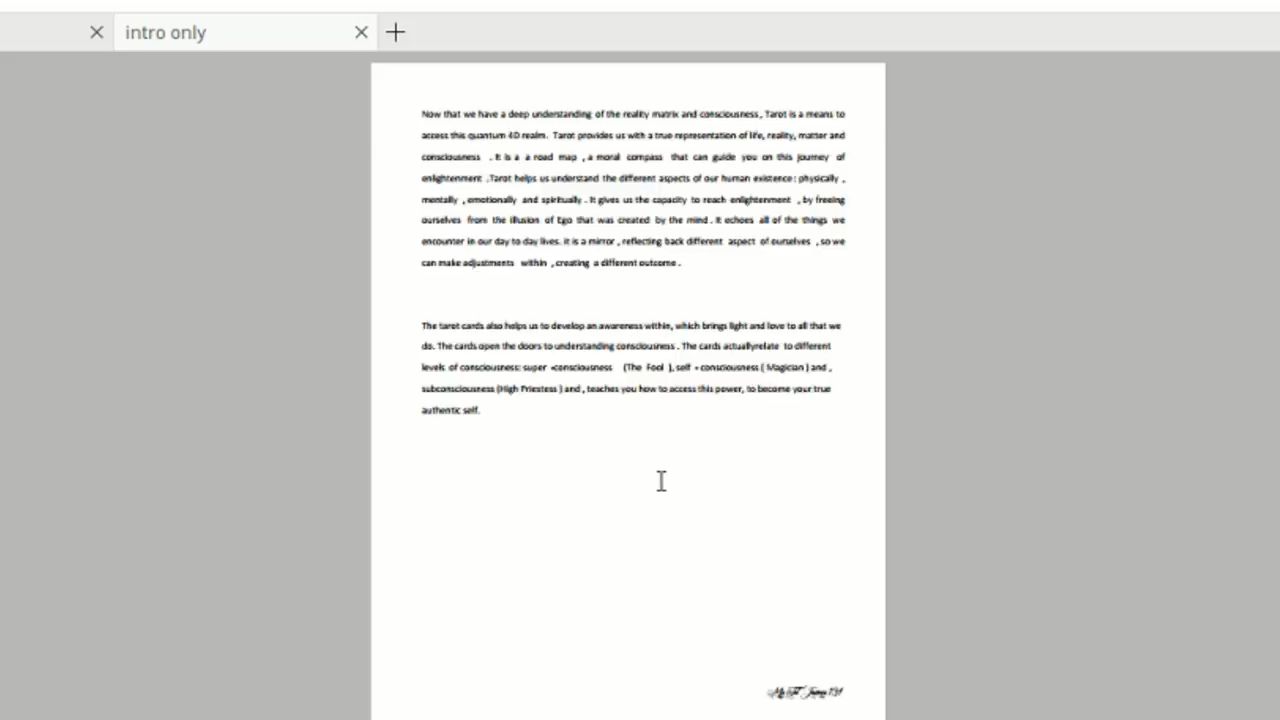 intro only
Now that we have a deep understanding of the reality matrix and consciousness, Tarot is a means to
access this quantum 4D realm. Tarot provides us with a true representation of life, reality, matter and
consciousness . It is a a road map , a moral compass that can guide you on this journey of
enlightenment .Tarot helps us understand the different aspects of our human existence: physically ,
mentally , emotionally and spiritually . It gives us the capacity to reach enlightenment , by freeing
ourselves from the illusion of Ego that was created by the mind . It echoes all of the things we
encounter in our day to day lives. it is a mirror , reflecting back different aspect of ourselves , so we
can make adjustments within , creating a different outcome .
The tarot cards also helps us to develop an awareness within, which brings light and love to all that we
do. The cards open the doors to understanding consciousness . The cards actuallyrelate to different
levels of consciousness: super -consciousness (The Fool ), self - consciousness ( Magician ) and ,
subconsciousness (High Priestess ) and , teaches you how to access this power, to become your true
authentic self.